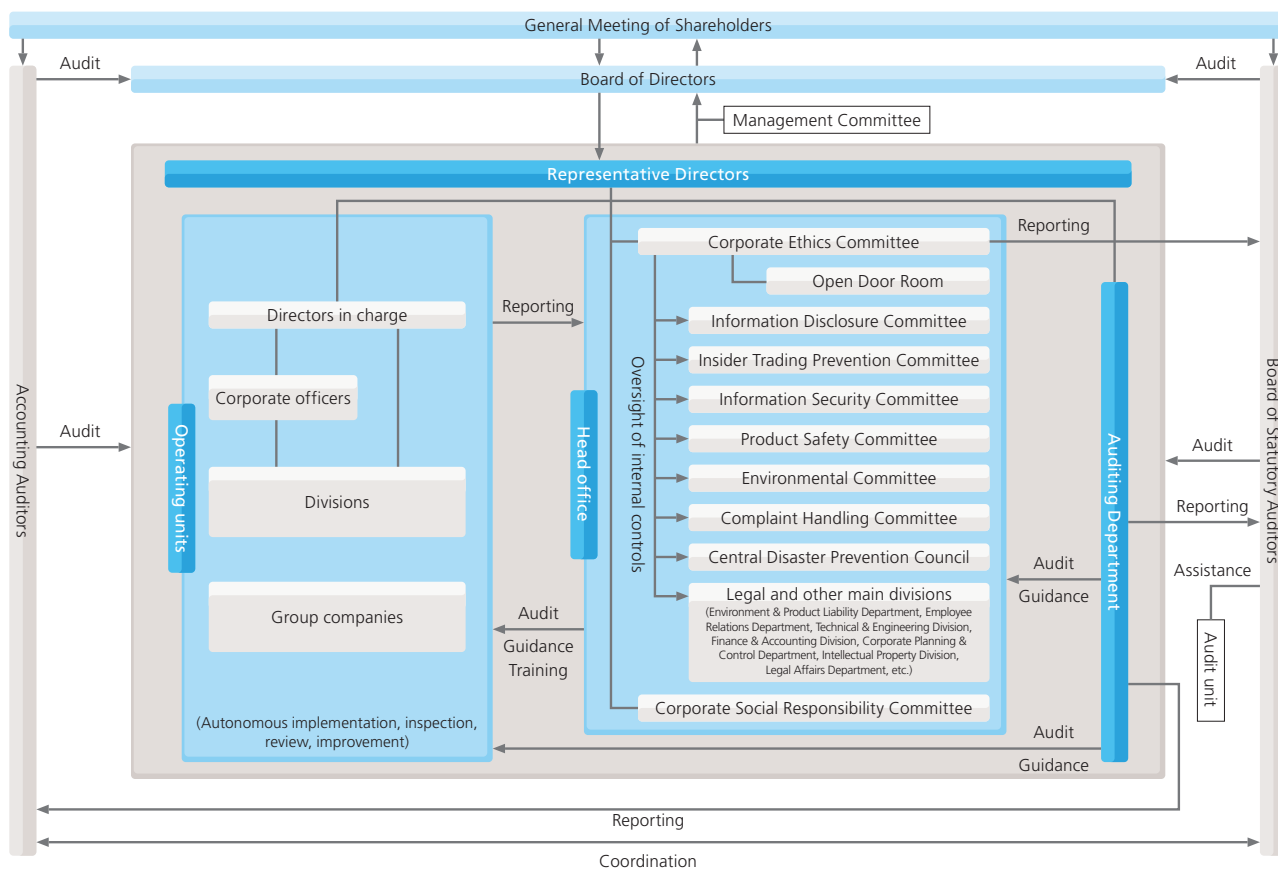 General Meeting of Shareholders
Audit
Board of Directors
Audit
Management Committee
Representative Directors
Corporate Ethics Committee
Reporting
Open Door Room
Directors in charge
Reporting
Information Disclosure Committee
Insider Trading Prevention Committee
Oversight of internal controls
Corporate officers
Information Security Committee
Accounting Auditors
Board of Statutory Auditors
Audit
Operating units
Head office
Product Safety Committee
Auditing Department
Audit
Divisions
Environmental Committee
Complaint Handling Committee
Reporting
Central Disaster Prevention Council
Audit
Guidance
Assistance
Group companies
Audit
Guidance
Training
Legal and other main divisions
(Environment & Product Liability Department, Employee
Relations Department, Technical & Engineering Division,
Finance & Accounting Division, Corporate Planning &
Control Department, Intellectual Property Division,
Legal Affairs Department, etc.)
Audit unit
Corporate Social Responsibility Committee
(Autonomous implementation, inspection,
review, improvement)
Audit
Guidance
Reporting
Coordination